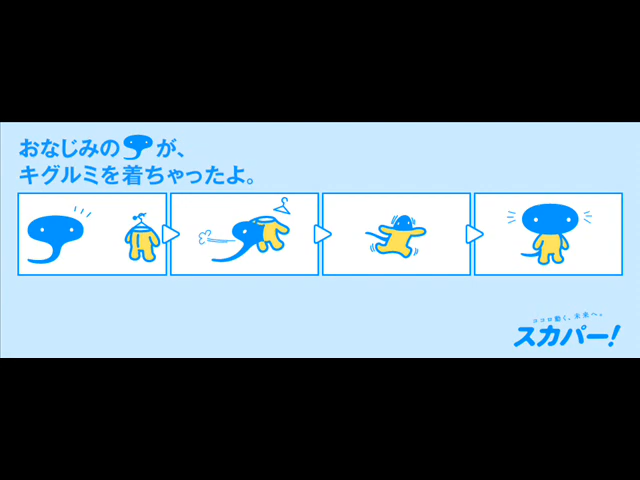 おなじみの が、
キグルミを着ちゃったよ。
ココロ動く、未来へ。
スカパー!